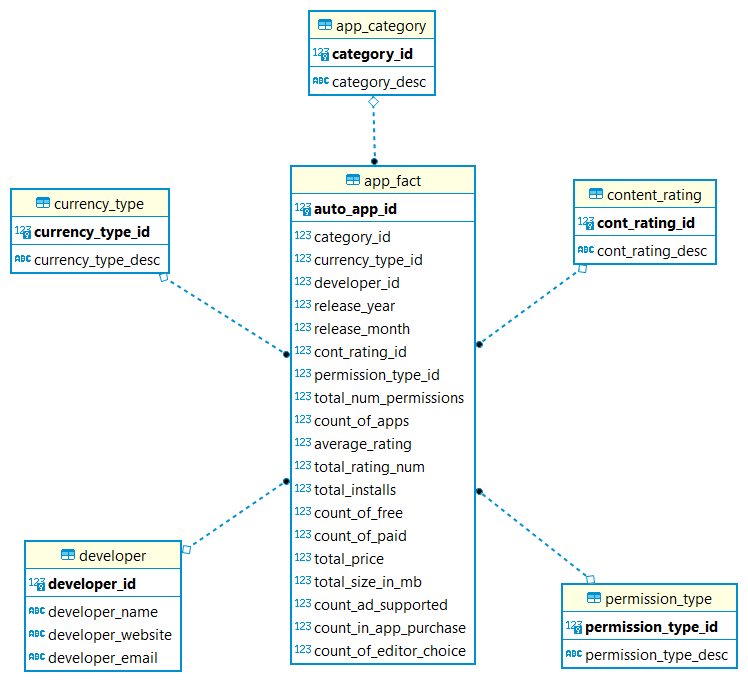 app_category
123 category_id
ABC category_desc
currency_type
123 currency_type_id
ABC currency_type_desc
app_fact
123 auto_app_id
123 category_id
123 currency_type_id
123 developer_id
123 release_year
123 release_month
123 cont_rating_id
123 permission_type_id
123 total_num_permissions
123 count_of_apps
123 average_rating
123 total_rating_num
123 total_installs
123 count_of_free
123 count_of_paid
123 total_price
123 total_size_in_mb
123 count_ad_supported
123 count_in_app_purchase
123 count_of_editor_choice
content_rating
123 cont_rating_id
ABC cont_rating_desc
developer
123 developer_id
ABC developer_name
ABC developer_website
ABC developer_email
permission_type
123 permission_type_id
ABC permission_type_desc